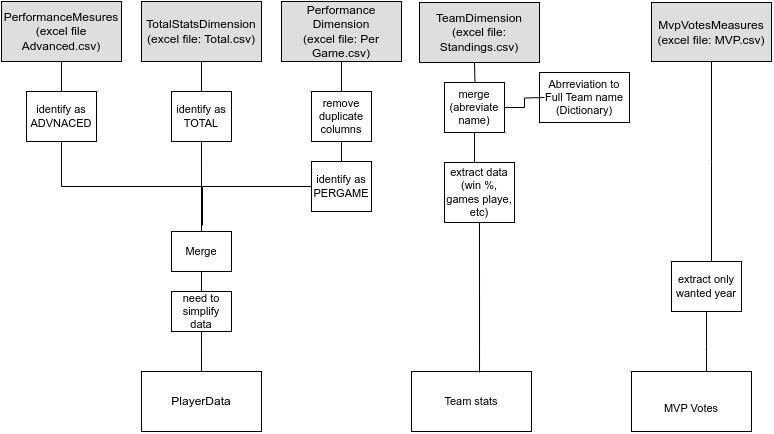 PerformanceMesures
(excel file
Advanced.csv)
TotalStatsDimension
(excel file: Total.csv)
Performance
Dimension
(excel file: Per
Game.csv)
TeamDimension
(excel file:
Standings.csv)
MvpVotesMeasures
(excel file: MVP.csv)
identify as
ADVNACED
identify as
TOTAL
remove
duplicate
columns
merge
(abreviate
name)
Abrreviation to
Full Team name
(Dictionary)
identify as
PERGAME
extract data
(win %,
games playe,
etc)
Merge
need to
simplify
data
extract only
wanted year
PlayerData
Team stats
MVP Votes